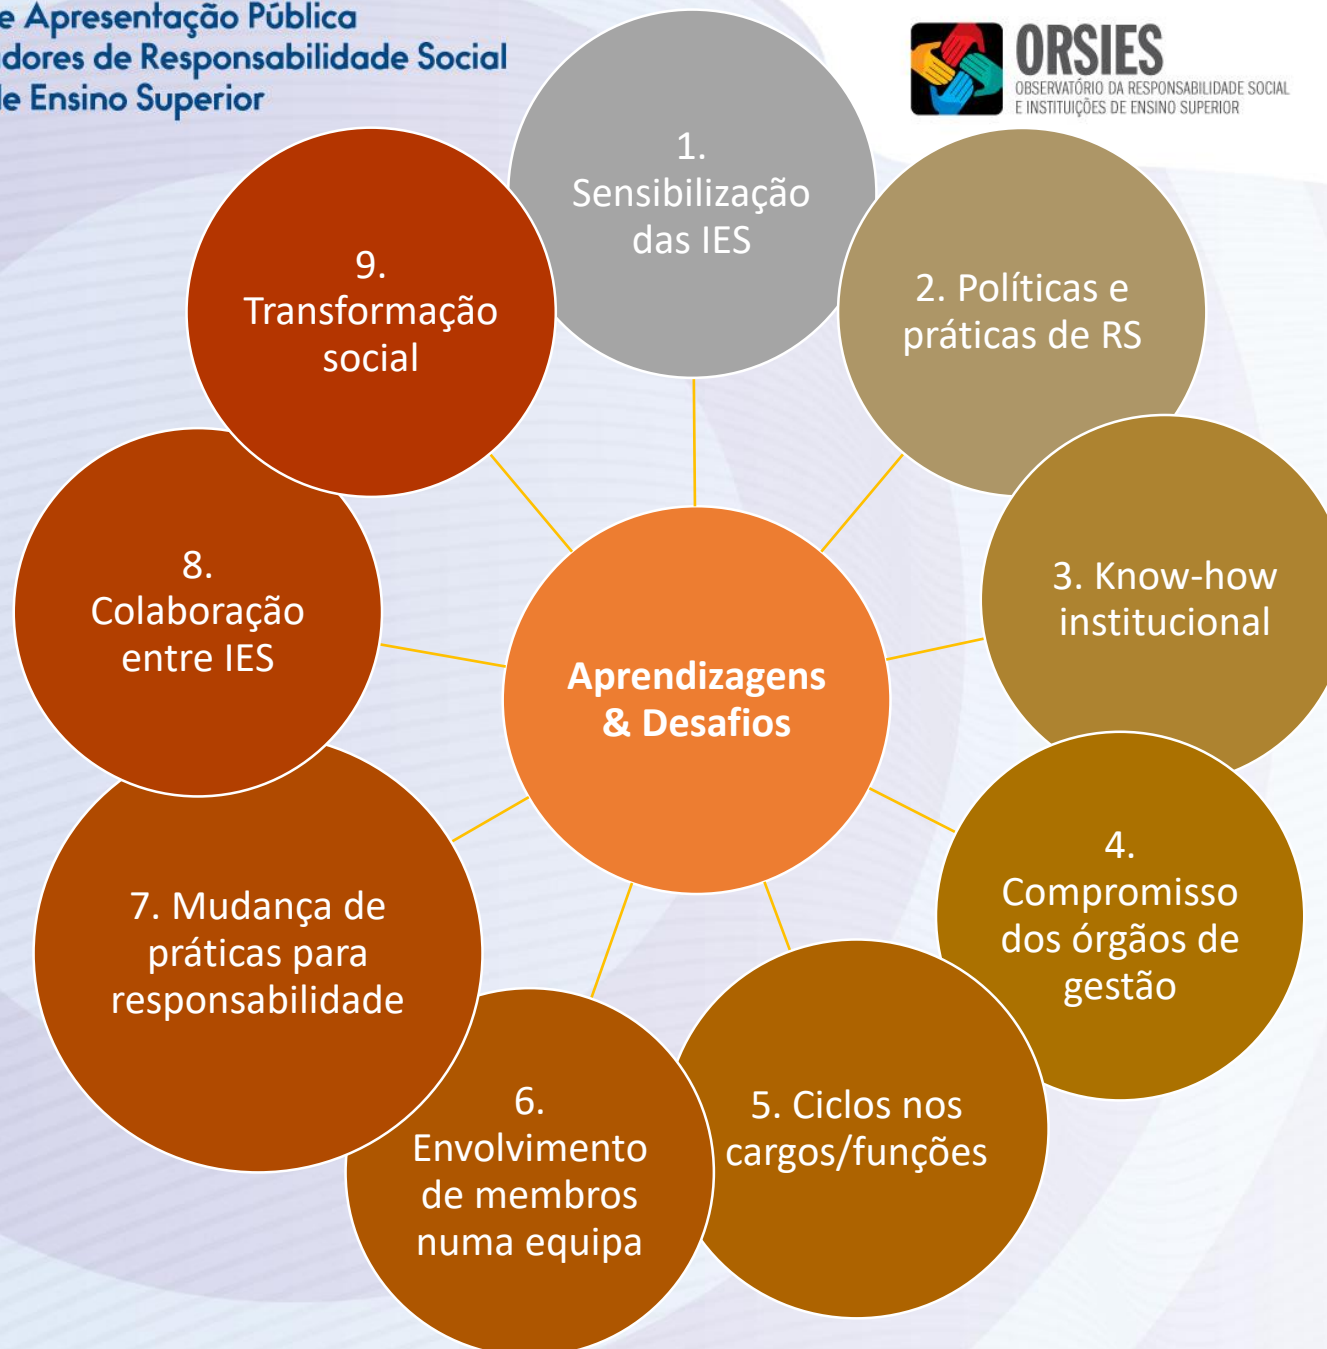 e Apresentação Pública
dores de Responsabilidade Social
de Ensino Superior
ORSIES
OBSERVATÓRIO DA RESPONSABILIDADE SOCIAL
E INSTITUIÇÕES DE ENSINO SUPERIOR
1.
Sensibilização
das IES
2. Políticas e
práticas de RS
3. Know-how
institucional
4.
Compromisso
dos órgãos de
gestão
5. Ciclos nos
cargos/funções
6.
Envolvimento
de membros
numa equipa
7. Mudança de
práticas para
responsabilidade
8.
Colaboração
entre IES
9.
Transformação
social
Aprendizagens
& Desafios